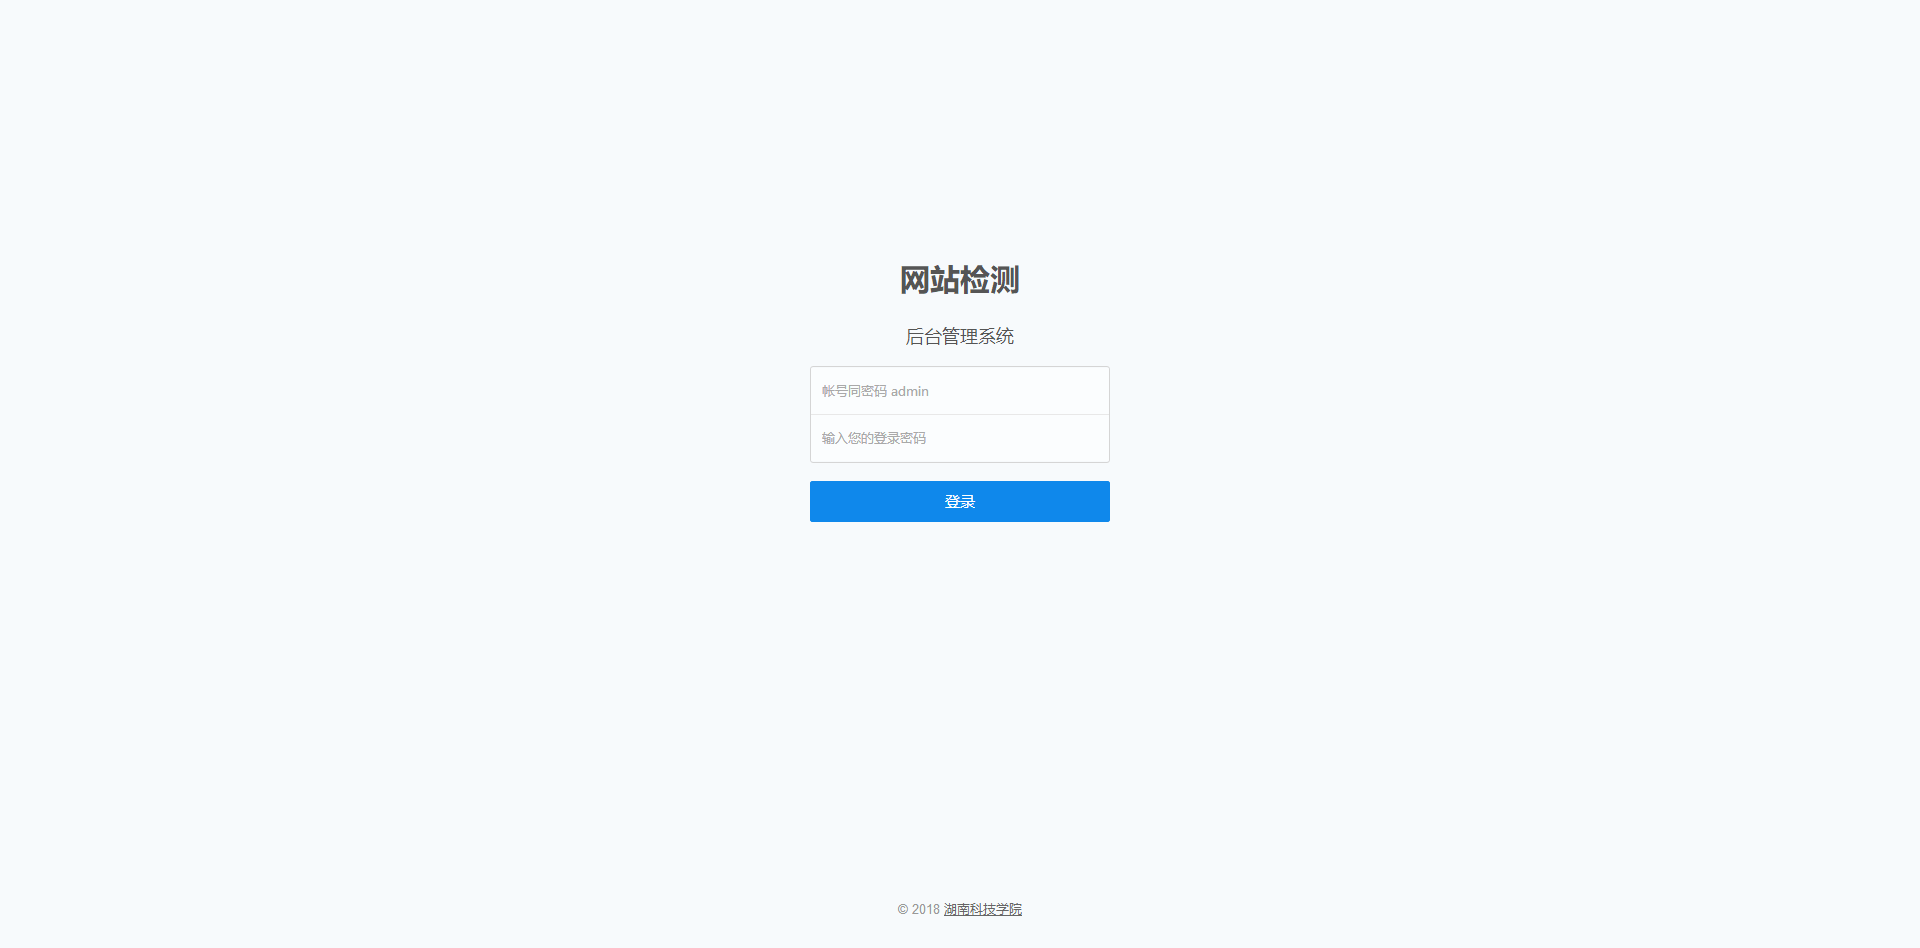 网站检测
后台管理系统
帐号同密码 admin
输入您的登录密码
登录
© 2018 湖南科技学院